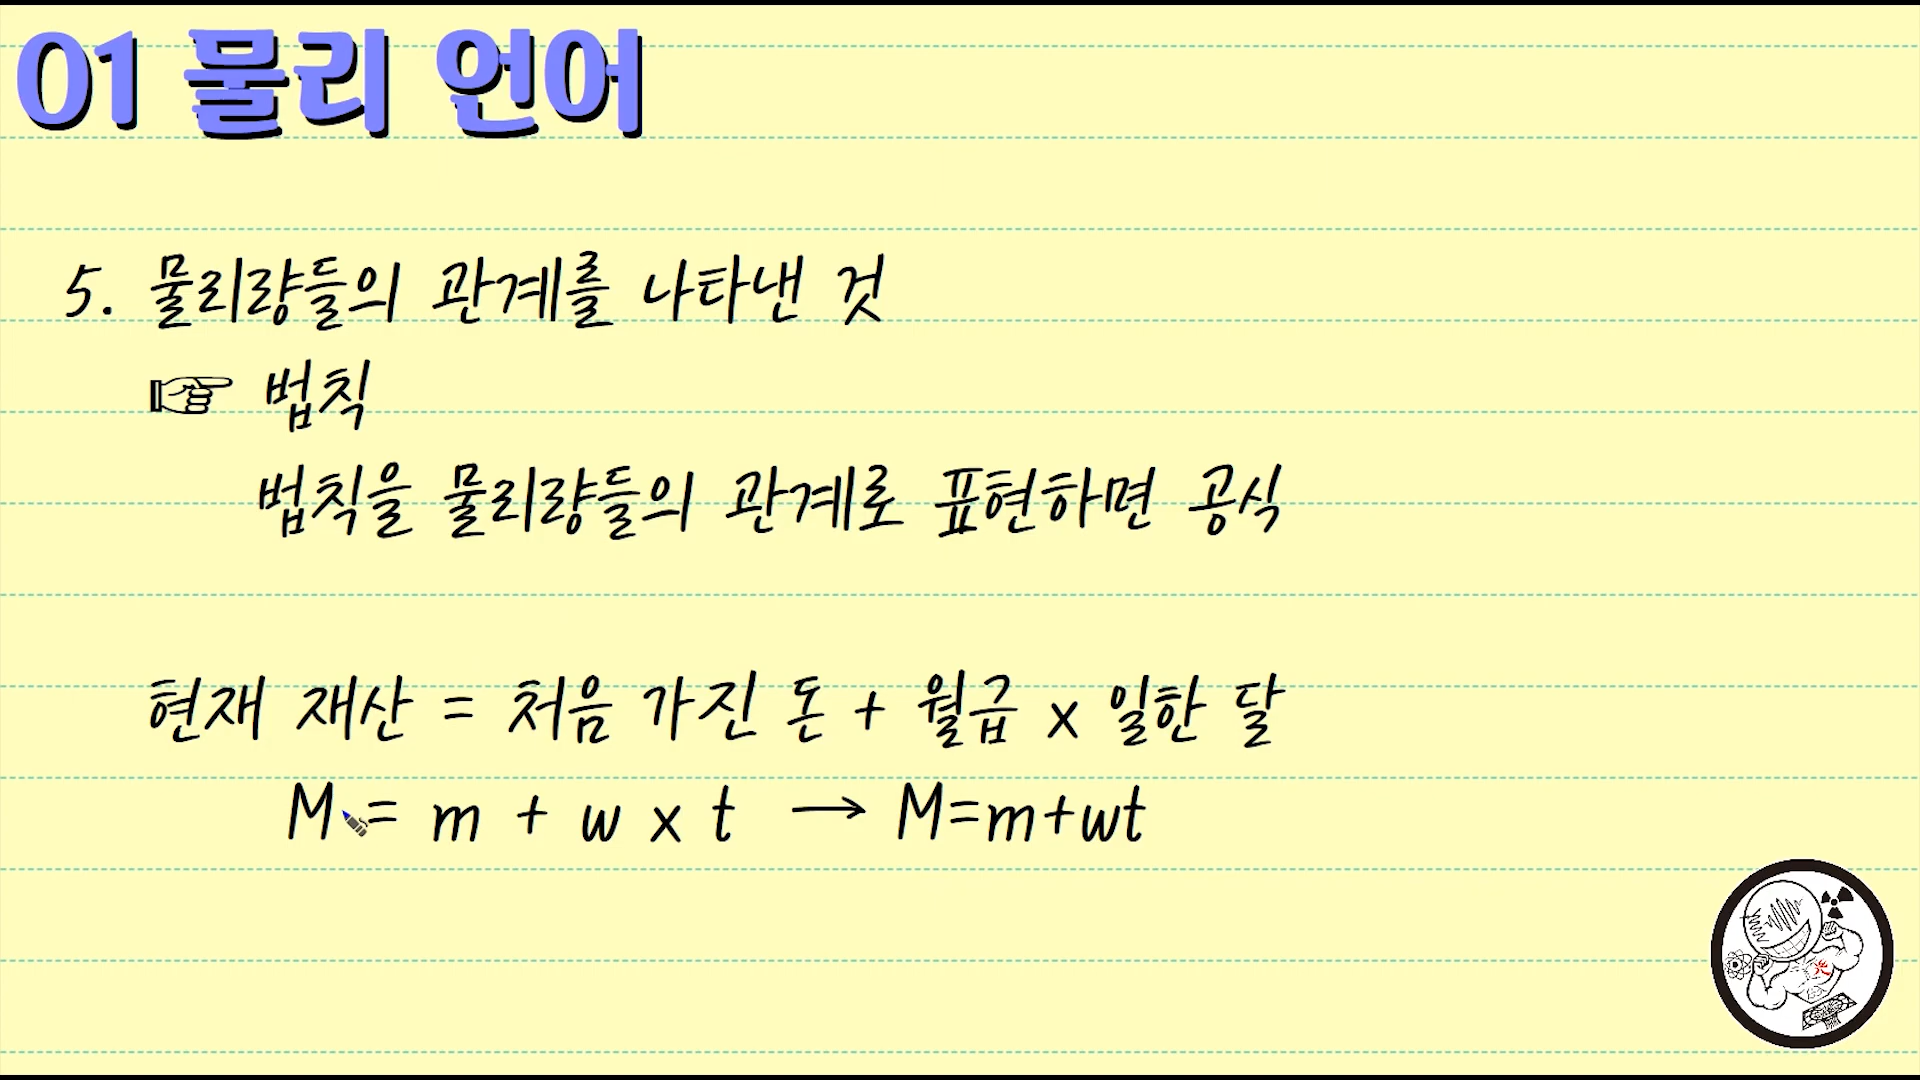 01 물리 언어
5. 물리량들의 관계를 나타낸 것
☞ 법칙
법칙을 물리량들의 관계로 표현하면 공식
현재 재산 = 처음 가진 돈 + 월급 x 일한 달
M = m + w x t → M=m+wt